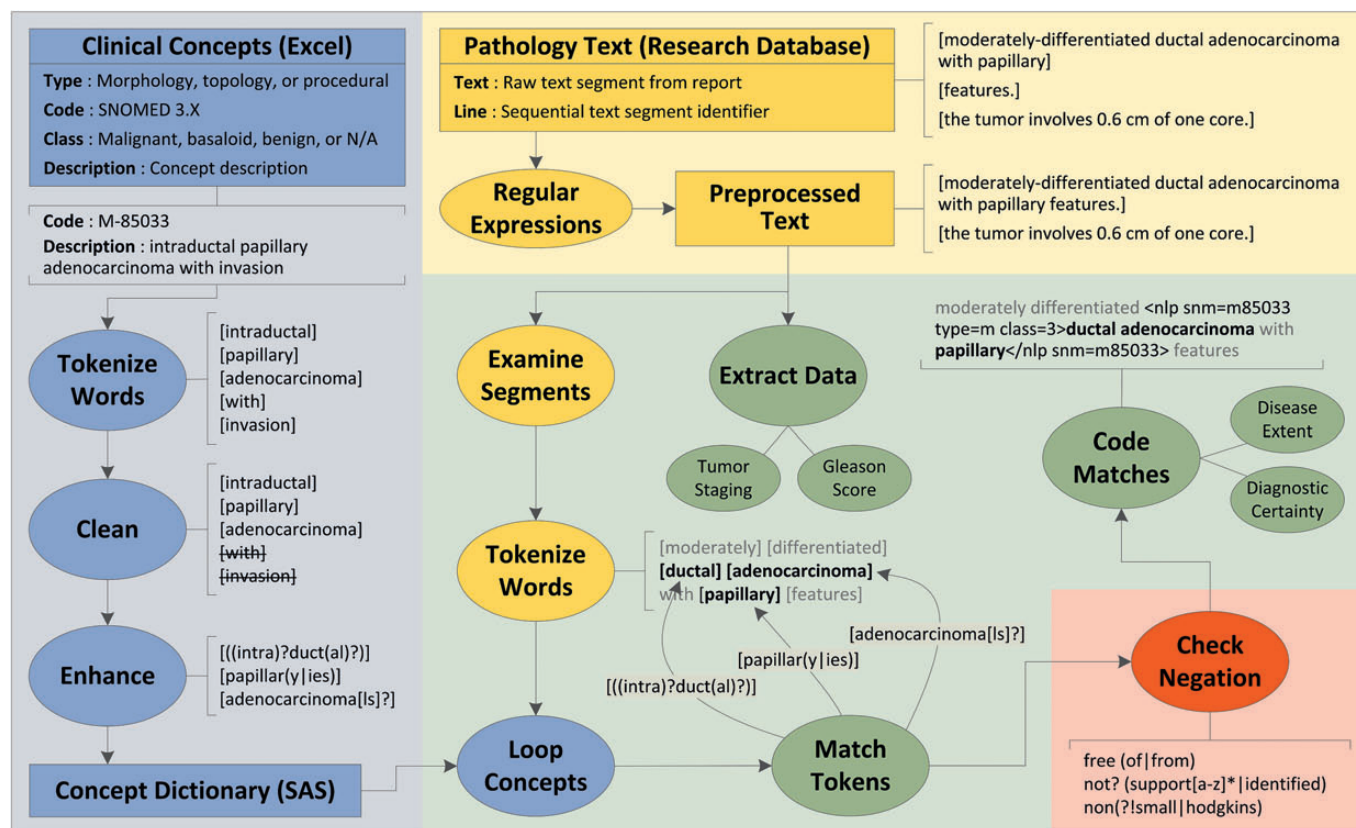 Clinical Concepts (Excel)
Type : Morphology, topology, or procedural
Code : SNOMED 3.X
Class : Malignant, basaloid, benign, or N/A
Description : Concept description
Code : M-85033
Description : intraductal papillary
adenocarcinoma with invasion
Tokenize
Words
[intraductal]
[papillary]
[adenocarcinoma]
[with]
[invasion]
Clean
[intraductal]
[papillary]
[adenocarcinoma]
[with]
[invasion]
Enhance
[((intra)?duct(al)?)]
[papillar(y|ies)]
[adenocarcinoma[ls]?]
Concept Dictionary (SAS)
Pathology Text (Research Database)
Text : Raw text segment from report
Line : Sequential text segment identifier
[moderately-differentiated ductal adenocarcinoma
with papillary]
[features.]
[the tumor involves 0.6 cm of one core.]
Regular
Expressions
Preprocessed
Text
[moderately-differentiated ductal adenocarcinoma
with papillary features.]
[the tumor involves 0.6 cm of one core.]
Examine
Segments
Extract Data
Tumor
Staging
Gleason
Score
moderately differentiated <nlp snm=m85033
type=m class=3>ductal adenocarcinoma with
papillary</nlp snm=m85033> features
Code
Matches
Disease
Extent
Diagnostic
Certainty
Tokenize
Words
[moderately] [differentiated]
[ductal] [adenocarcinoma]
with [papillary] [features]
[adenocarcinoma[ls]?]
[papillar(y|ies)]
[((intra)?duct(al)?)]
Loop
Concepts
Match
Tokens
Check
Negation
free (of|from)
not? (support[a-z]*|identified)
non(?!small|hodgkins)